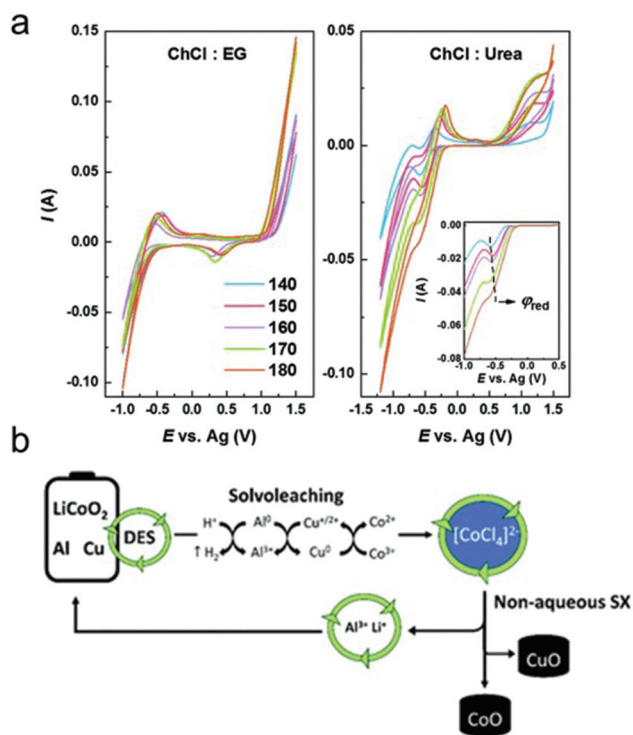 a
ChCl : EG
ChCl : Urea
I (A)
0.15
0.10
0.05
0.00
-0.05
-0.10
-1.0 -0.5 0.0 0.5 1.0 1.5
E vs. Ag (V)
140
150
160
170
180
I (A)
0.05
0.00
-0.05
-0.10
-1.0 -0.5 0.0 0.5 1.0 1.5
E vs. Ag (V)
I (A)
0.00
-0.02
-0.04
-0.06
-0.08
-1.0 -0.5 0.0 0.5
E vs. Ag (V)
φred
b
LiCoO₂
Al Cu
DES
Solvoleaching
H⁺ Al⁰ Cu⁺/²⁺ Co²⁺
↑ H₂ Al³⁺ Cu⁰ Co³⁺
[CoCl₄]²⁻
Non-aqueous SX
Al³⁺ Li⁺
CuO
CoO